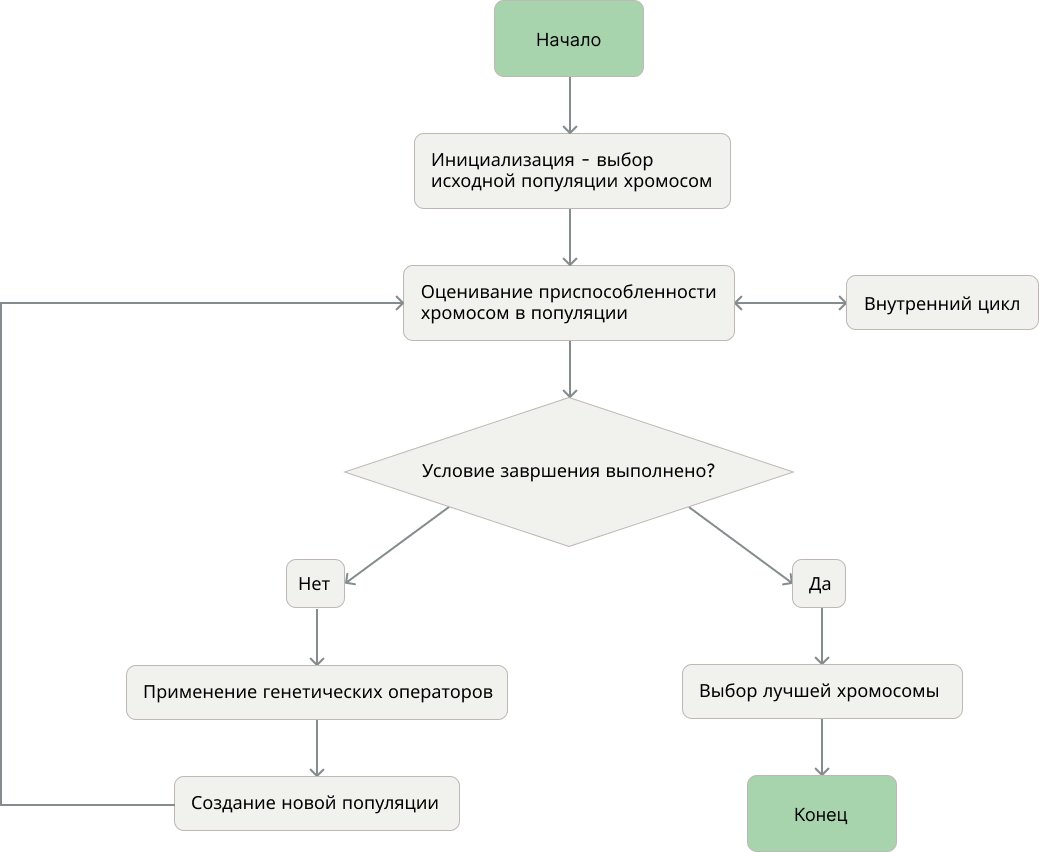 Начало
Инициализация - выбор
исходной популяции хромосом
Оценивание приспособленности
хромосом в популяции
Внутренний цикл
Условие завршения выполнено?
Нет
Да
Применение генетических операторов
Выбор лучшей хромосомы
Создание новой популяции
Конец